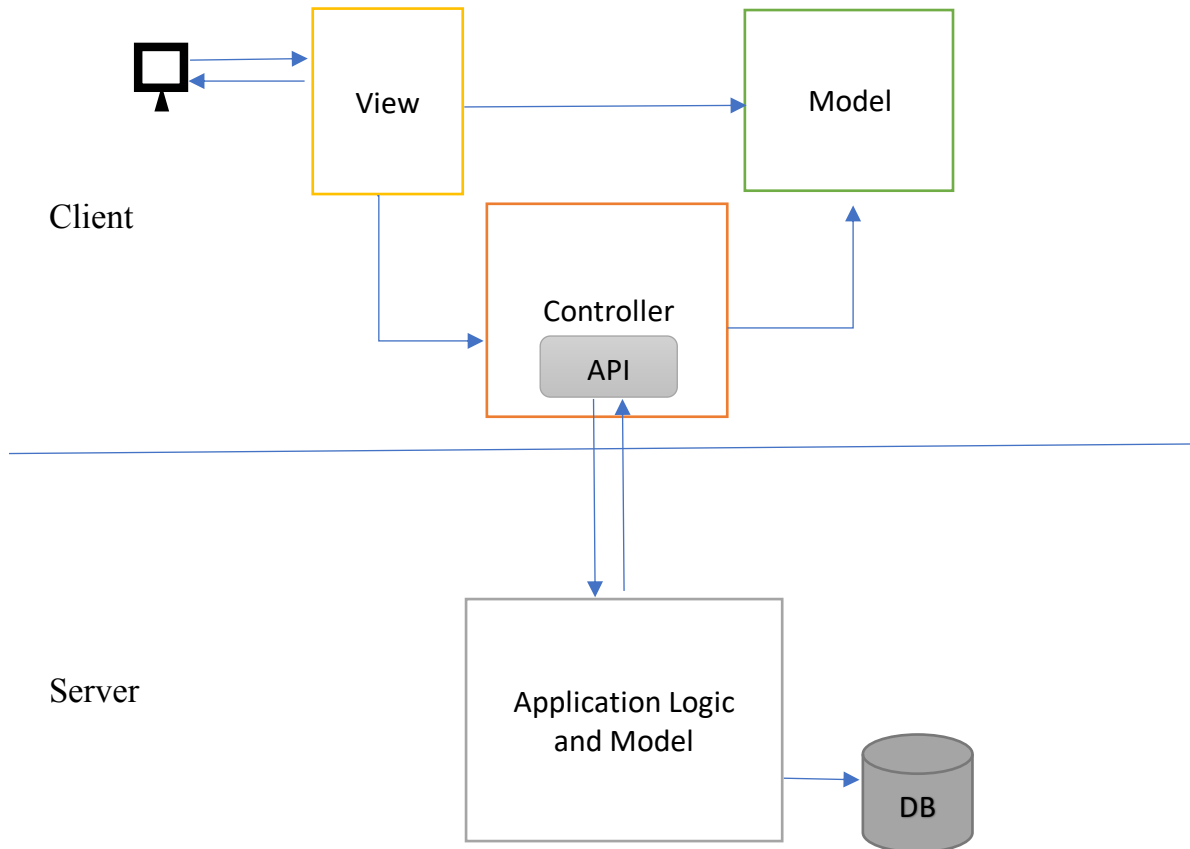 View
Model
Client
Controller
API
Server
Application Logic
and Model
DB